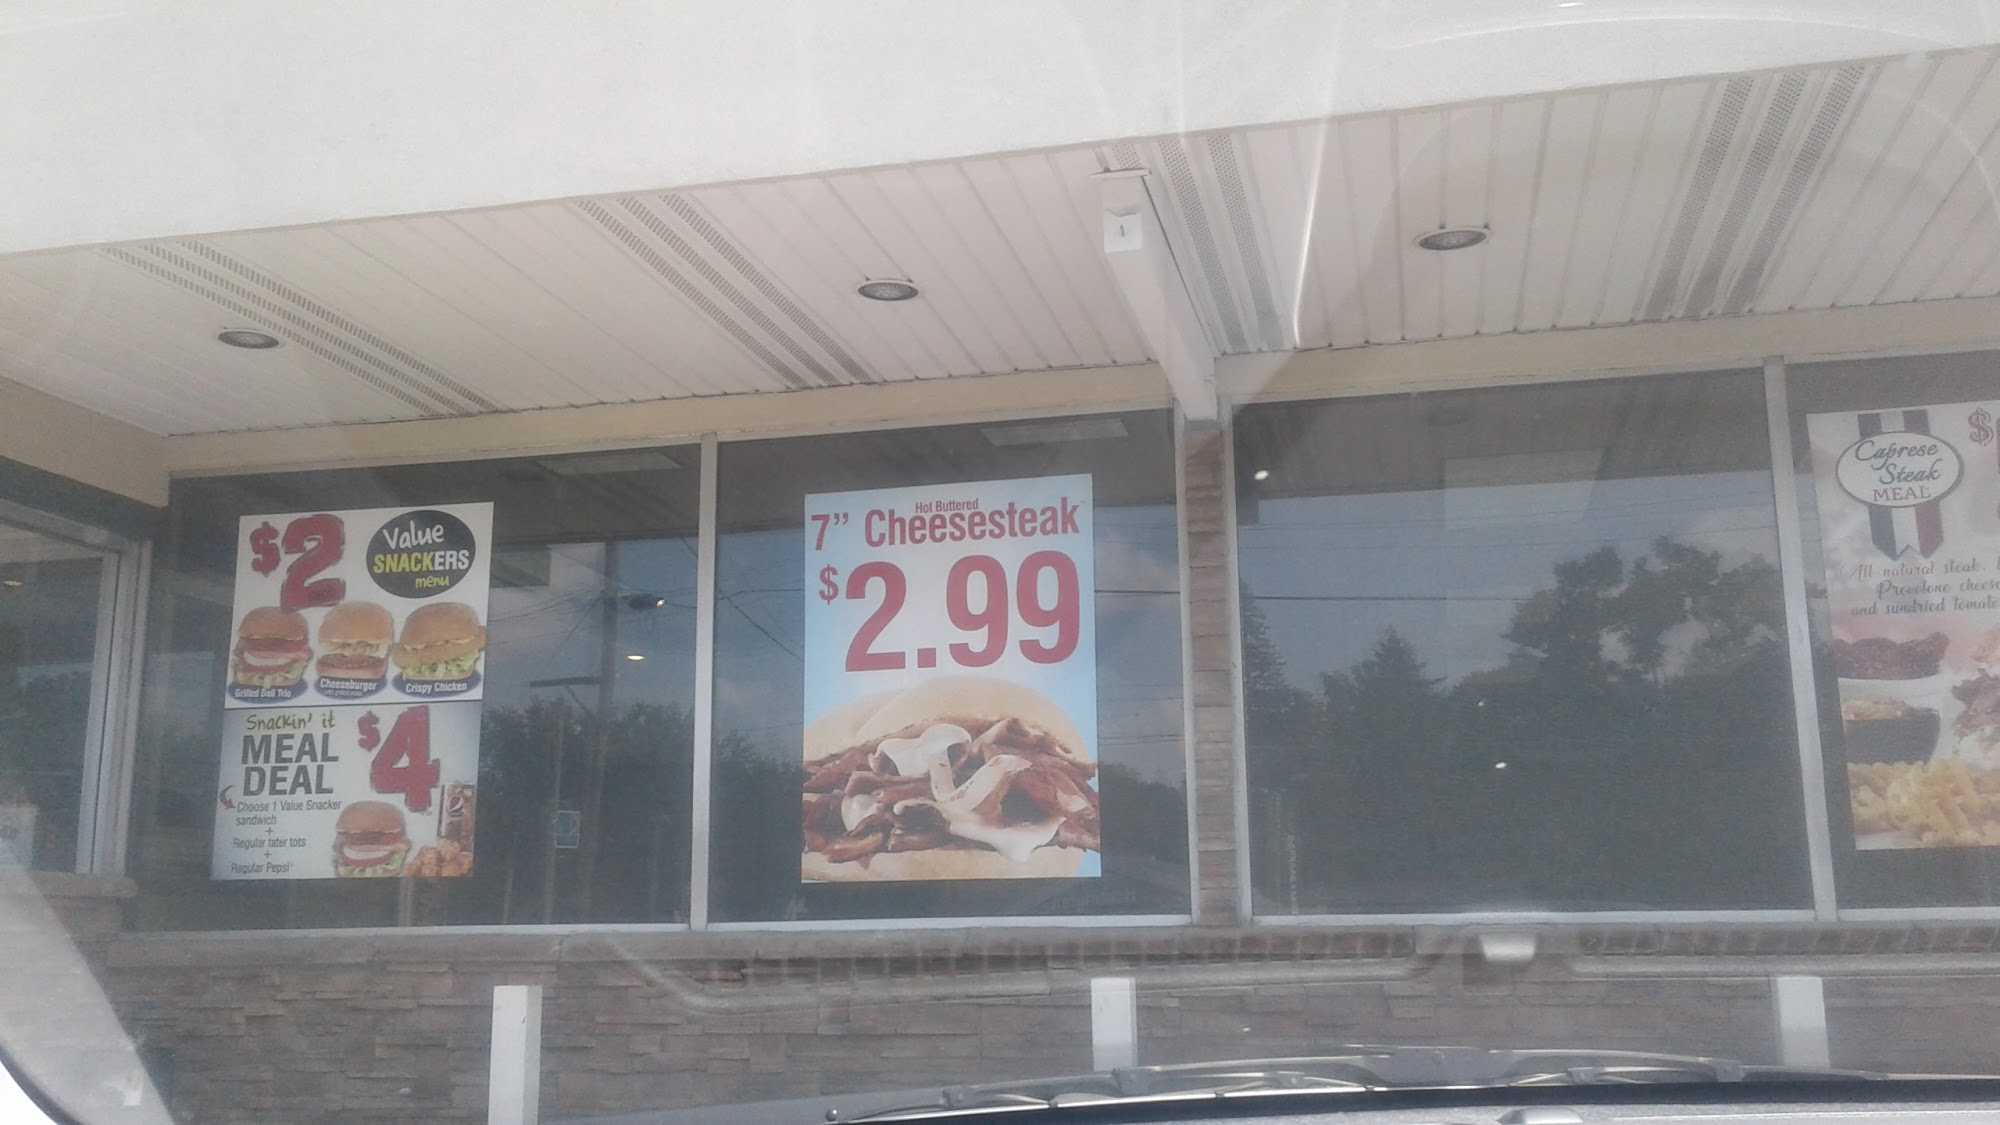 $2
Value
SNACKERS
menu
Grilled Deli Trio
Cheeseburger
Crispy Chicken
Snackin' it
MEAL
DEAL
$4
Choose 1 Value Snacker
sandwich
+
Regular tater tots
+
Regular Pepsi
Hot Buttered
7" Cheesesteak
$2.99
Caprese
Steak
MEAL
$
All natural steak,
Provolone cheese
and sundried tomato